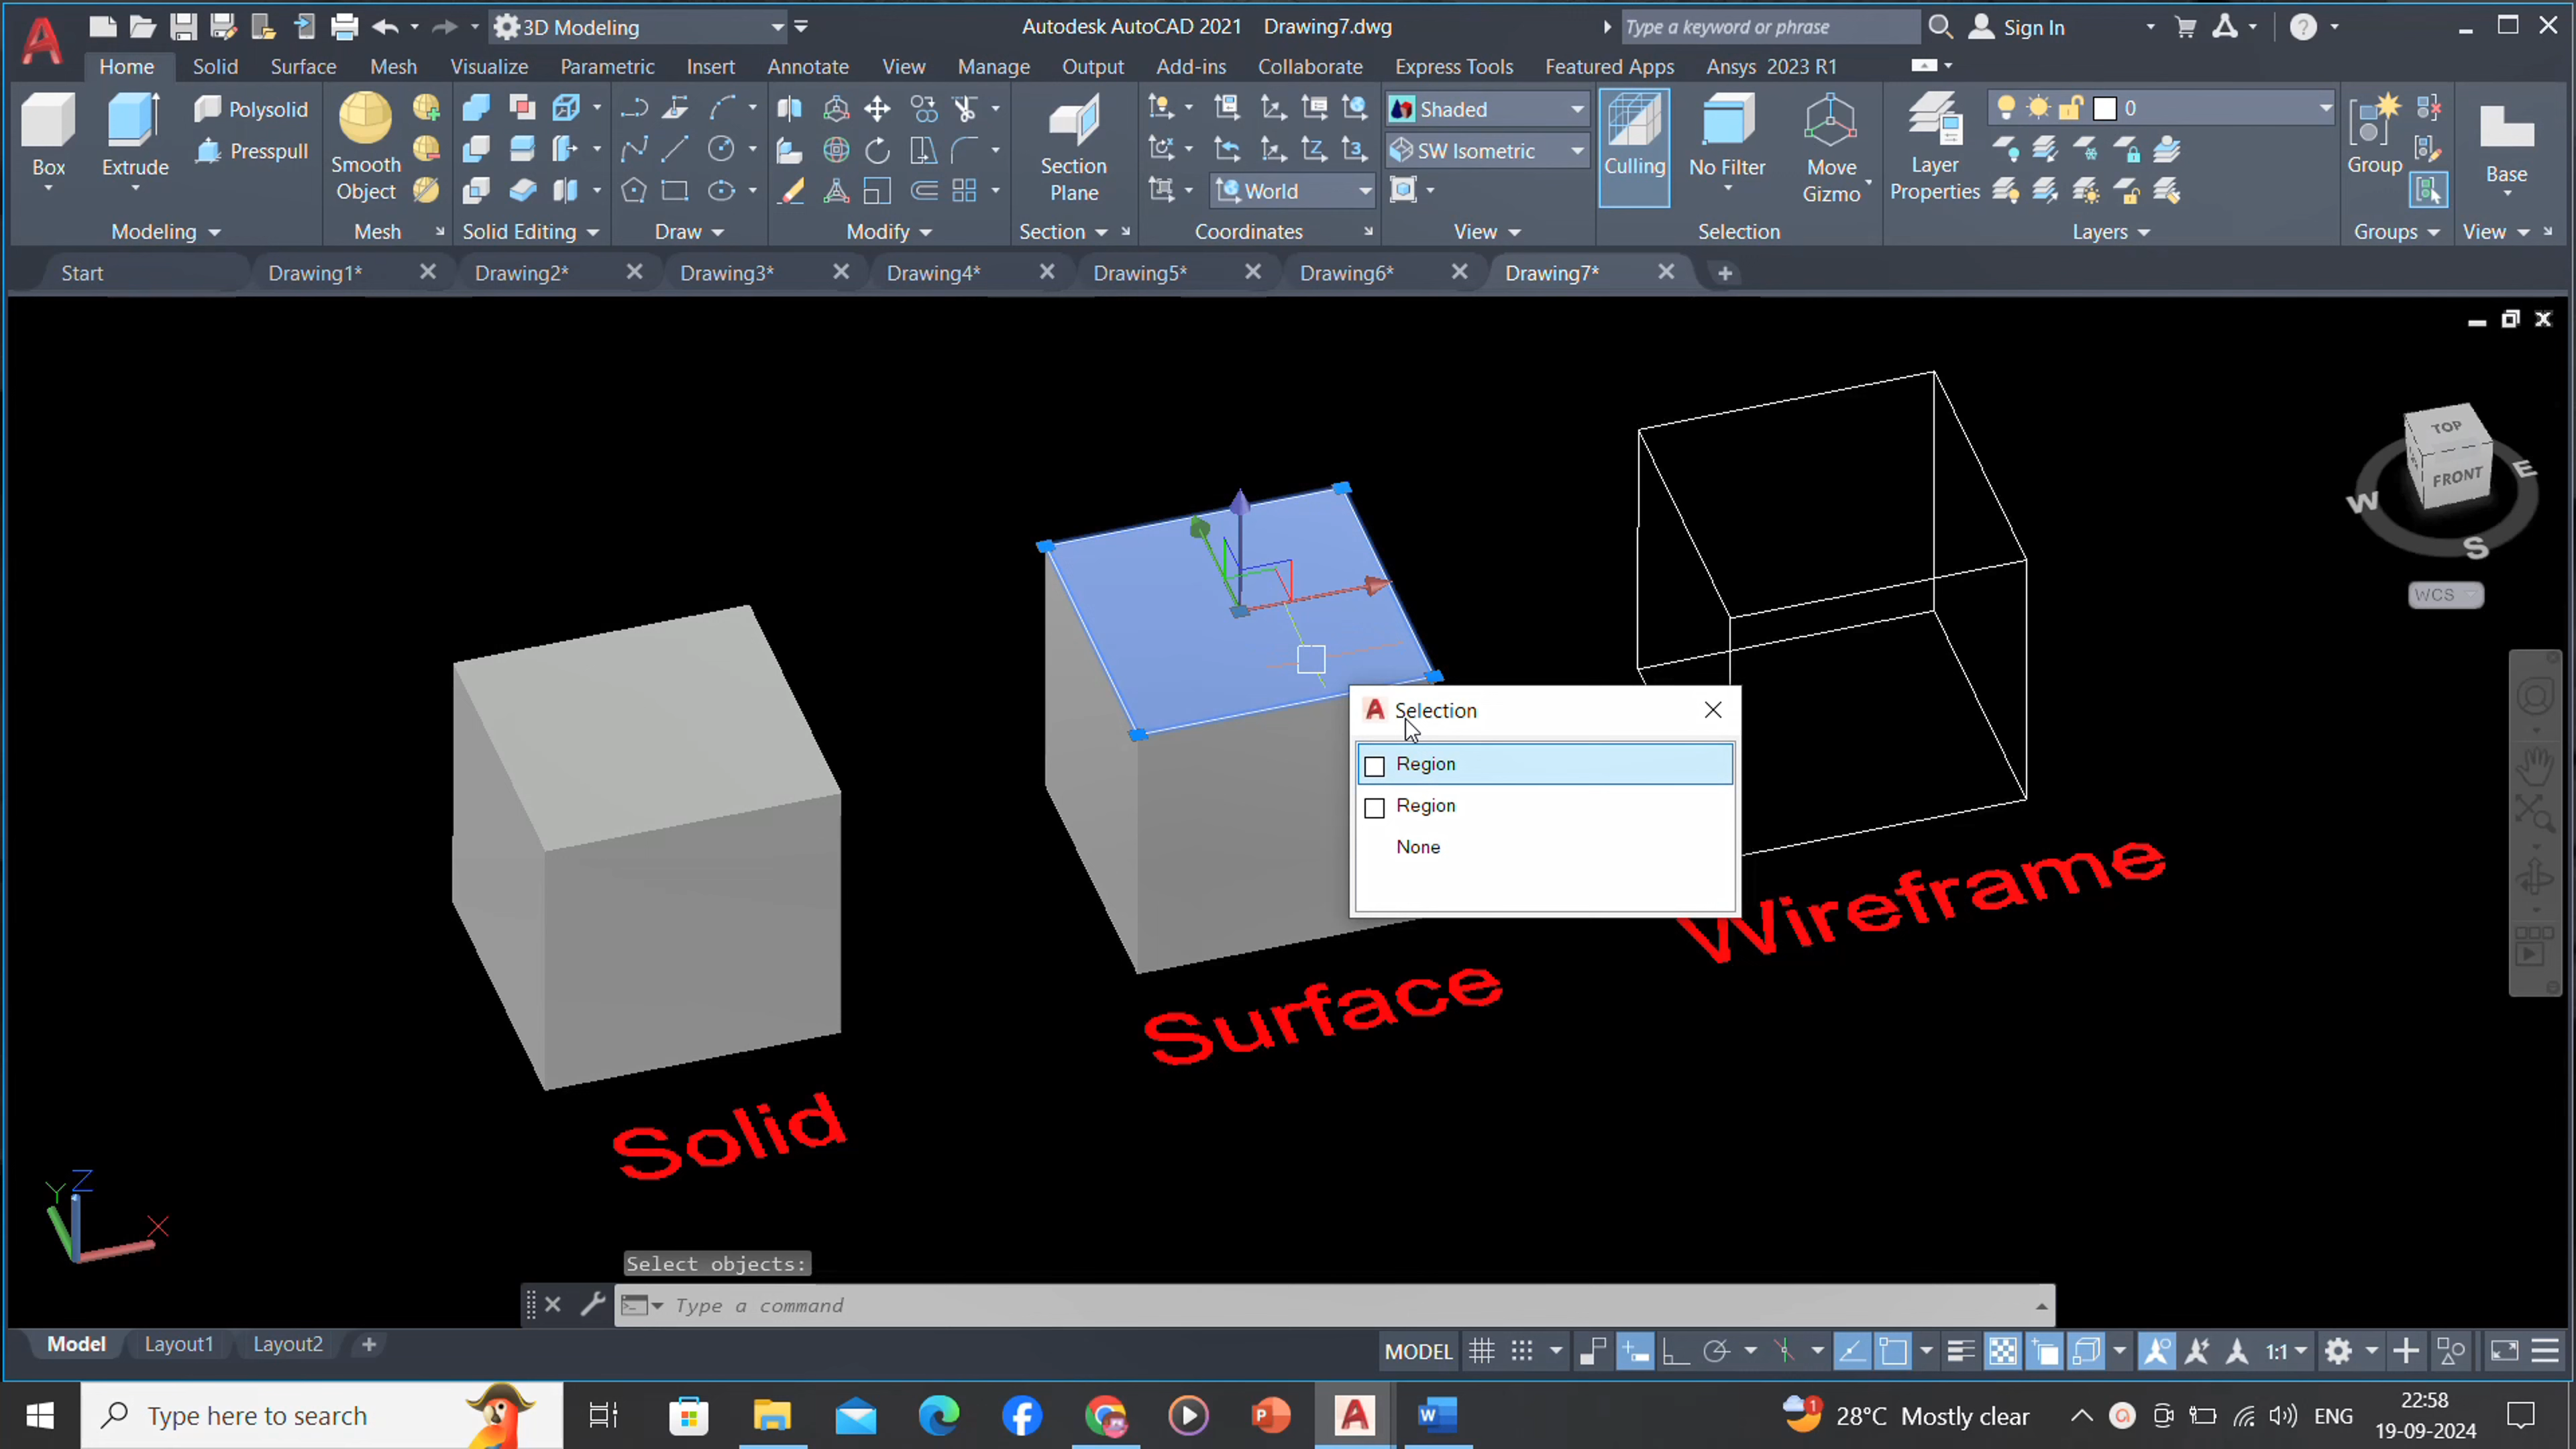 3D Modeling Autodesk AutoCAD 2021 Drawing7.dwg Type a keyword or phrase Sign In
Home Solid Surface Mesh Visualize Parametric Insert Annotate View Manage Output Add-ins Collaborate Express Tools Featured Apps Ansys 2023 R1
Polysolid Shaded 0
Presspull SW Isometric
Box Extrude Smooth Object Section Plane World Culling No Filter Move Gizmo Layer Properties Group Base
Modeling Mesh Solid Editing Draw Modify Section Coordinates View Selection Layers Groups View
Start Drawing1* Drawing2* Drawing3* Drawing4* Drawing5* Drawing6* Drawing7*
TOP
FRONT
W E
S
WCS
Selection
Region
Region
None
Wireframe
Surface
Solid
Y Z
X
Select objects:
Type a command
Model Layout1 Layout2 MODEL 1:1
Type here to search 1 28°C Mostly clear ENG 22:58
19-09-2024